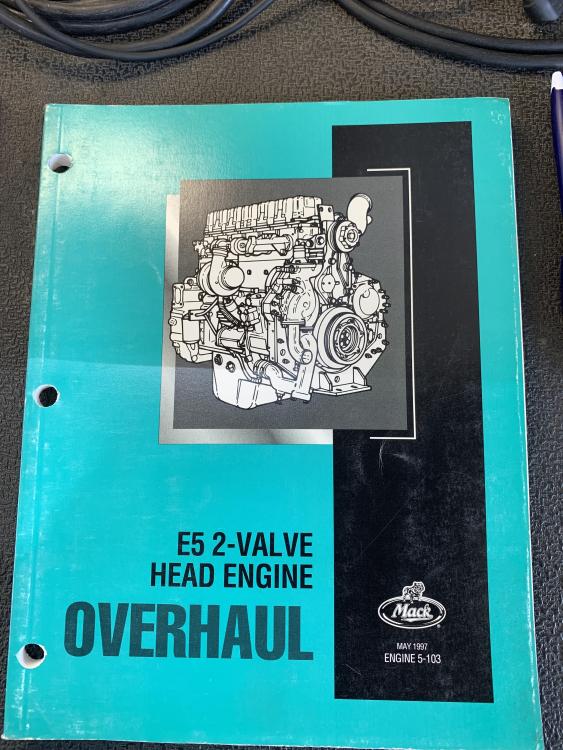 E5 2-VALVE
HEAD ENGINE
OVERHAUL
Mack
MAY 1997
ENGINE 5-103